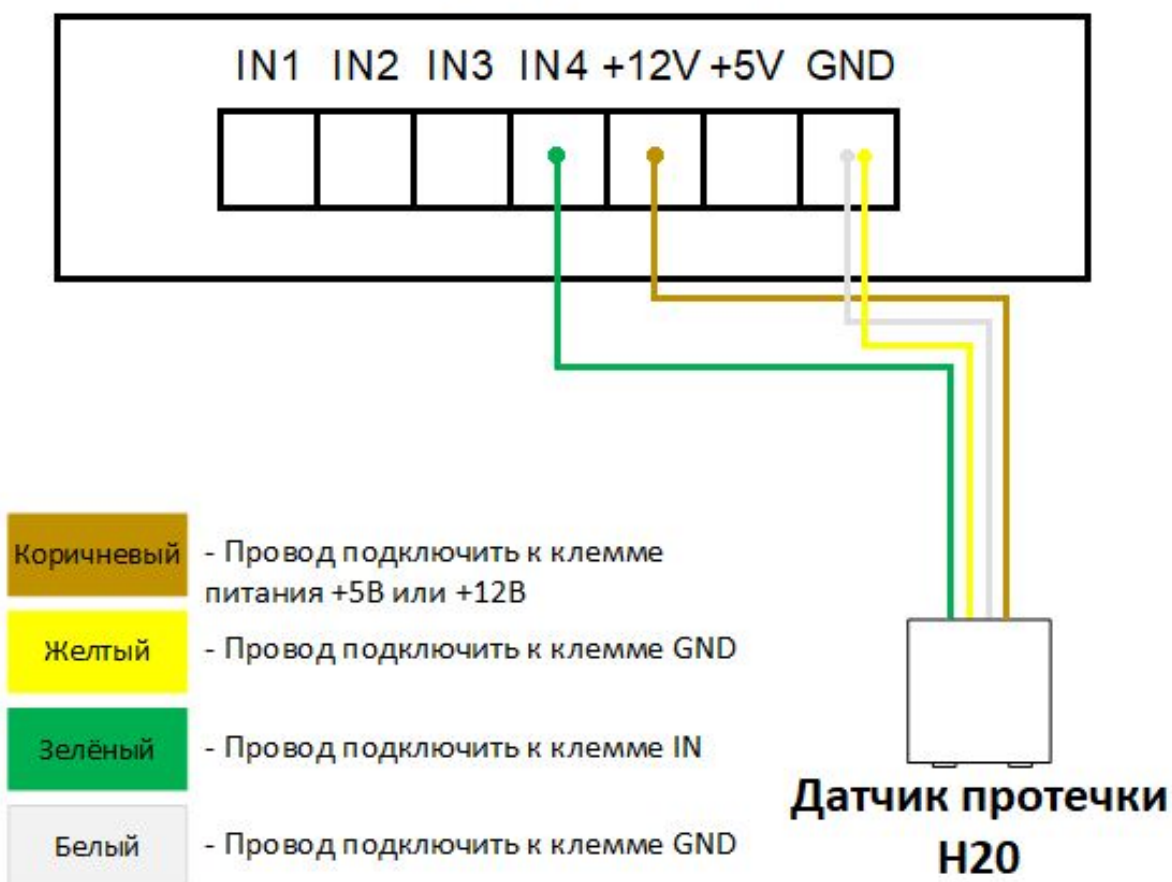 IN1 IN2 IN3 IN4 +12V +5V GND
Коричневый - Провод подключить к клемме
питания +5В или +12В
Желтый - Провод подключить к клемме GND
Зелёный - Провод подключить к клемме IN
Белый - Провод подключить к клемме GND
Датчик протечки
H20